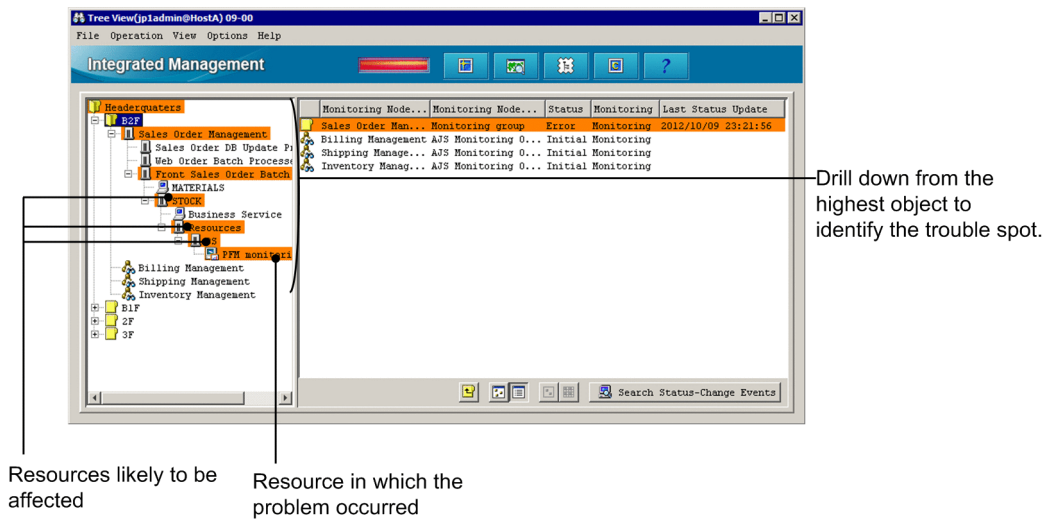 Tree View(jp1admin@HostA) 09-00
File Operation View Options Help
Integrated Management
Headerquaters
B2F
Sales Order Management
Sales Order DB Update Pr
Web Order Batch Processe
Front Sales Order Batch
MATERIALS
STOCK
Business Service
Resources
PFM monitori
Billing Management
Shipping Management
Inventory Management
B1F
2F
3F
Monitoring Node... Monitoring Node... Status Monitoring Last Status Update
Sales Order Man... Monitoring group Error Monitoring 2012/10/09 23:21:56
Billing Management AJS Monitoring O... Initial Monitoring
Shipping Manage... AJS Monitoring O... Initial Monitoring
Inventory Manag... AJS Monitoring O... Initial Monitoring
Search Status-Change Events
Drill down from the
highest object to
identify the trouble spot.
Resources likely to be
affected
Resource in which the
problem occurred